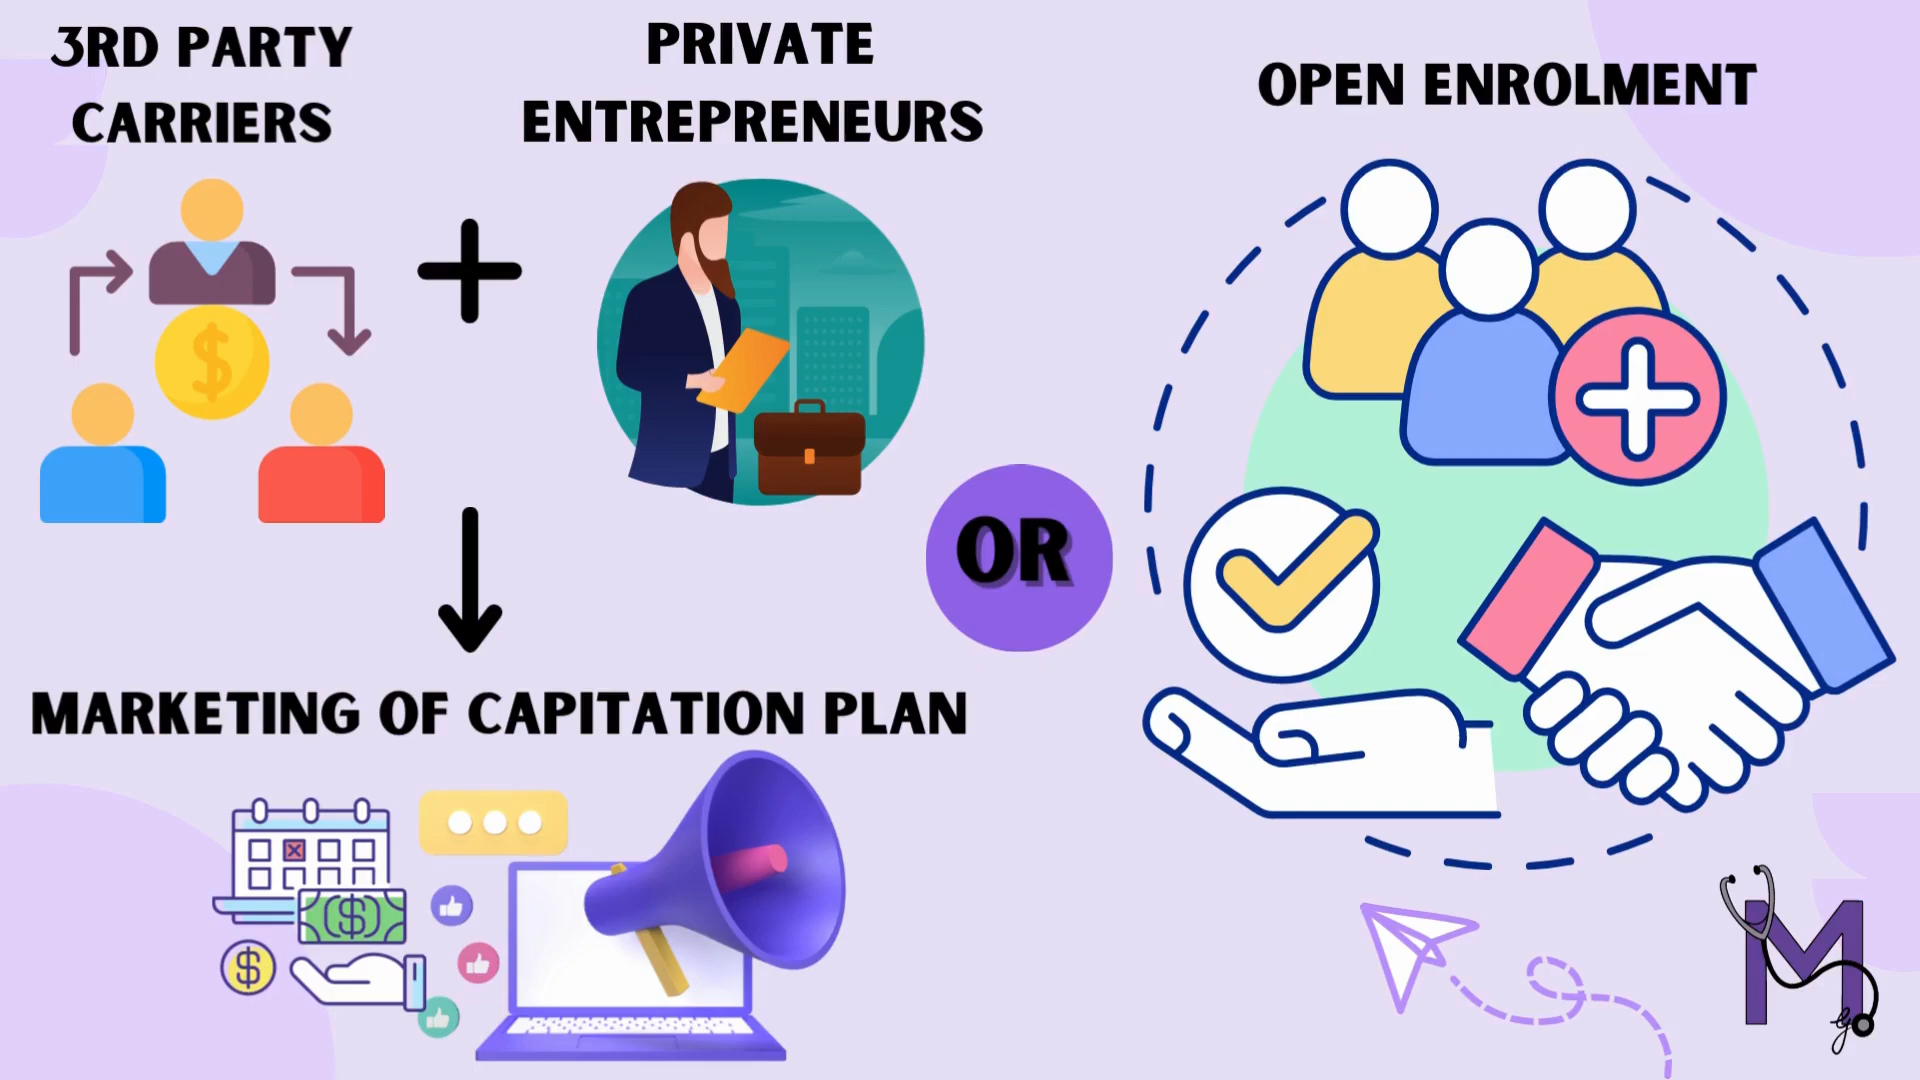 3RD PARTY
CARRIERS
PRIVATE
ENTREPRENEURS
OPEN ENROLMENT
OR
MARKETING OF CAPITATION PLAN
$
$
$
M